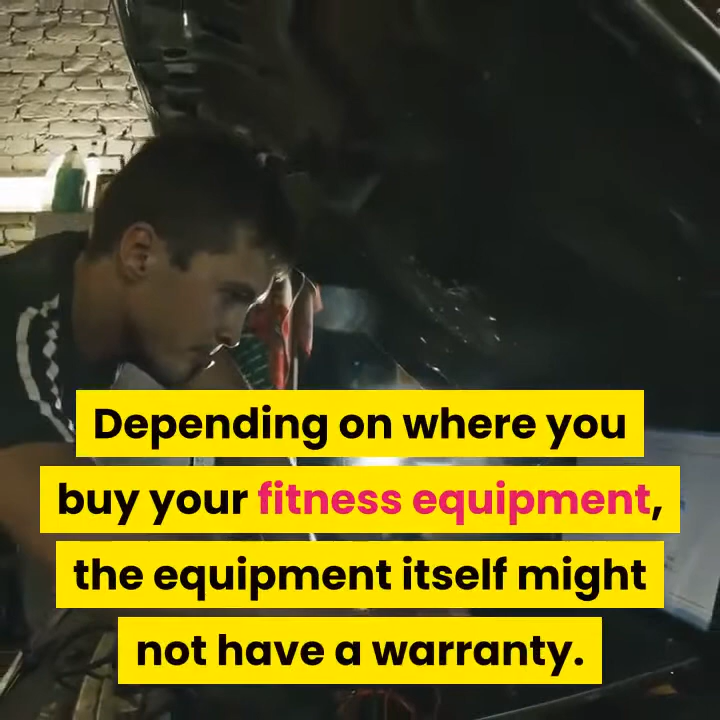 Depending on where you
buy your fitness equipment,
the equipment itself might
not have a warranty.